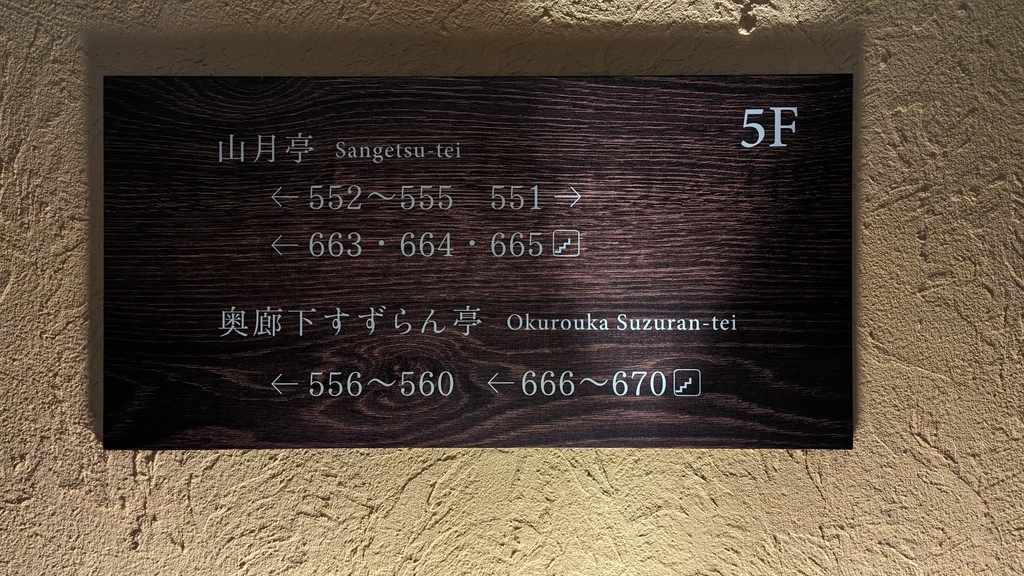 5F
山月亭 Sangetsu-tei
← 552〜555 551 →
← 663・664・665
奥廊下すずらん亭 Okurouka Suzuran-tei
← 556〜560 ← 666〜670